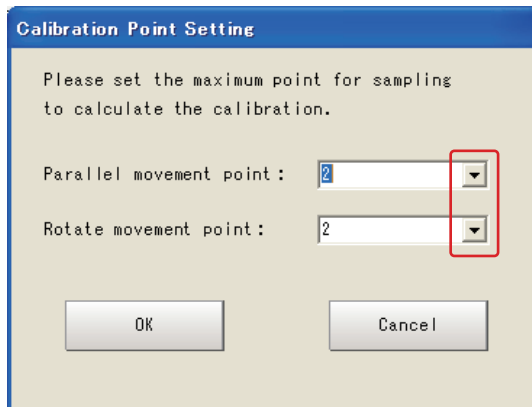 Calibration Point Setting
Please set the maximum point for sampling
to calculate the calibration.
Parallel movement point: 2
Rotate movement point: 2
OK Cancel